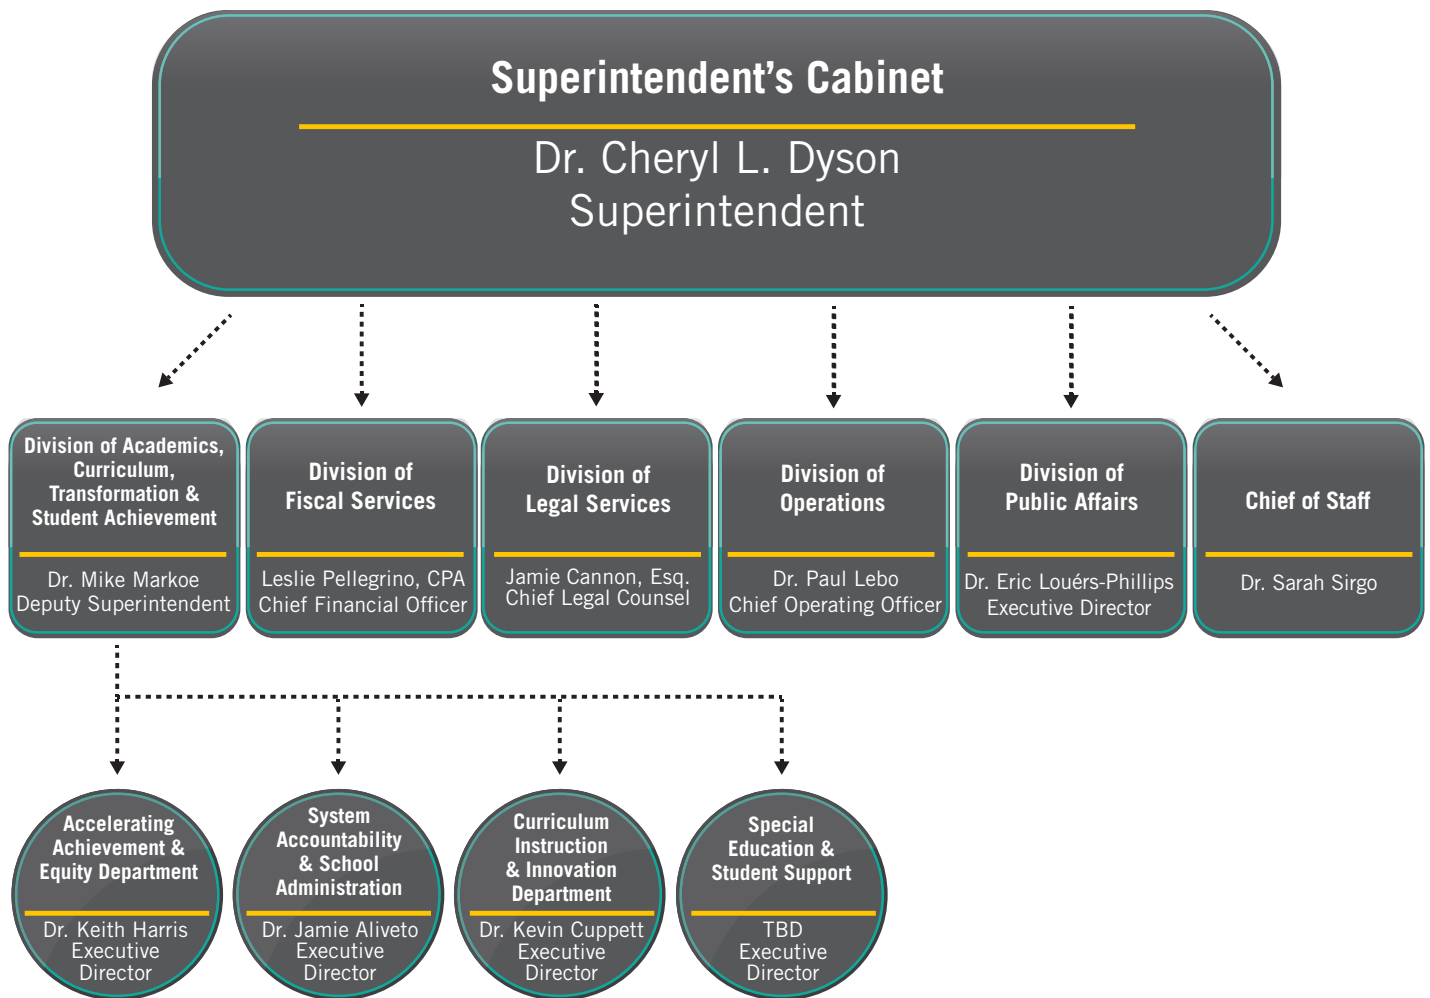 Superintendent’s Cabinet
Dr. Cheryl L. Dyson
Superintendent
Division of Academics,
Curriculum,
Transformation &
Student Achievement
Dr. Mike Markoe
Deputy Superintendent
Division of
Fiscal Services
Leslie Pellegrino, CPA
Chief Financial Officer
Division of
Legal Services
Jamie Cannon, Esq.
Chief Legal Counsel
Division of
Operations
Dr. Paul Lebo
Chief Operating Officer
Division of
Public Affairs
Dr. Eric Louérs-Phillips
Executive Director
Chief of Staff
Dr. Sarah Sirgo
Accelerating
Achievement &
Equity Department
Dr. Keith Harris
Executive
Director
System
Accountability
& School
Administration
Dr. Jamie Aliveto
Executive
Director
Curriculum
Instruction
& Innovation
Department
Dr. Kevin Cuppett
Executive
Director
Special
Education &
Student Support
TBD
Executive
Director